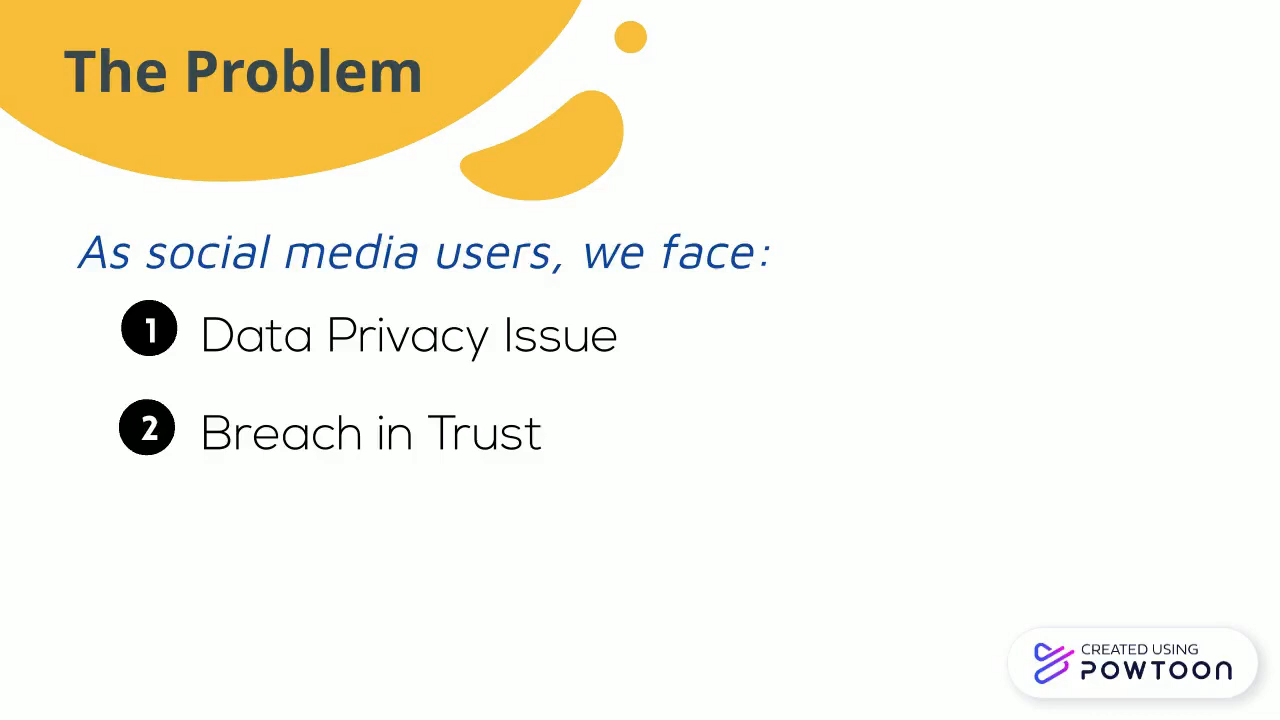 The Problem
As social media users, we face:
1 Data Privacy Issue
2 Breach in Trust
CREATED USING
POWTOON